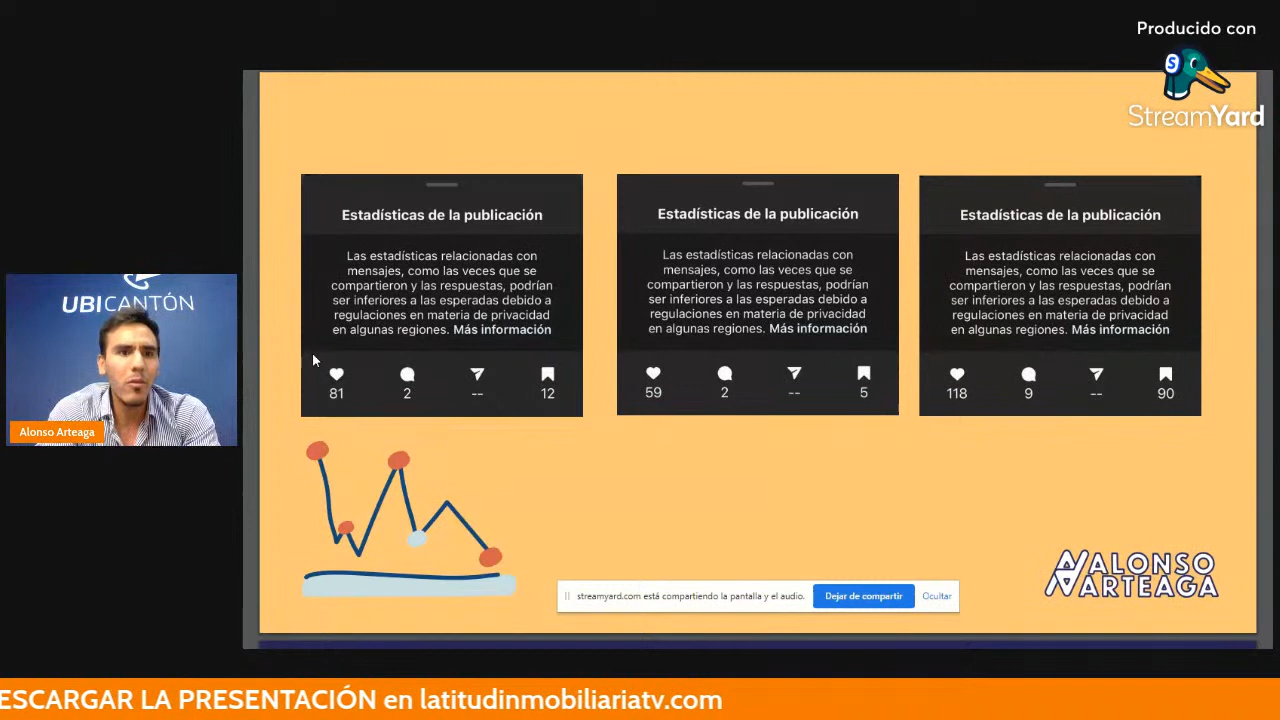 Producido con
StreamYard
Estadísticas de la publicación
Las estadísticas relacionadas con
mensajes, como las veces que se
compartieron y las respuestas, podrían
ser inferiores a las esperadas debido a
regulaciones en materia de privacidad
en algunas regiones. Más información
81 2 -- 12
Estadísticas de la publicación
Las estadísticas relacionadas con
mensajes, como las veces que se
compartieron y las respuestas, podrían
ser inferiores a las esperadas debido a
regulaciones en materia de privacidad
en algunas regiones. Más información
59 2 -- 5
Estadísticas de la publicación
Las estadísticas relacionadas con
mensajes, como las veces que se
compartieron y las respuestas, podrían
ser inferiores a las esperadas debido a
regulaciones en materia de privacidad
en algunas regiones. Más información
118 9 -- 90
UBICANTÓN
Alonso Arteaga
ALONSO
ARTEAGA
streamyard.com está compartiendo la pantalla y el audio. Dejar de compartir Ocultar
ESCARGAR LA PRESENTACIÓN en latitudinmobiliariatv.com